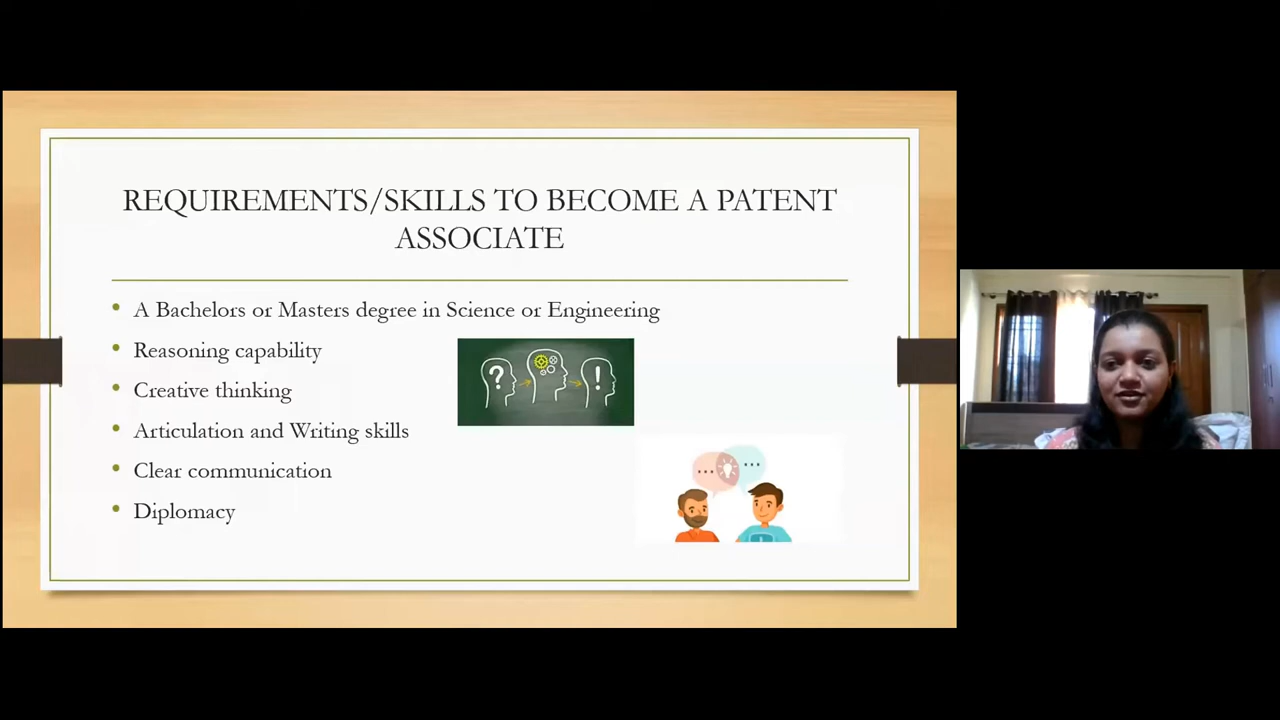 REQUIREMENTS/SKILLS TO BECOME A PATENT
ASSOCIATE
• A Bachelors or Masters degree in Science or Engineering
• Reasoning capability
• Creative thinking
• Articulation and Writing skills
• Clear communication
• Diplomacy
? !
... ...